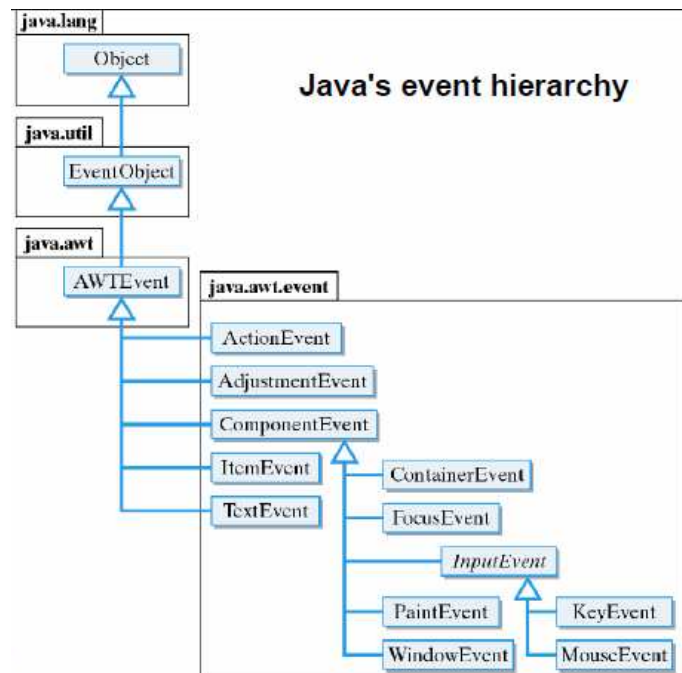 java.lang
Object
Java's event hierarchy
java.util
EventObject
java.awt
AWTEvent
java.awt.event
ActionEvent
AdjustmentEvent
ComponentEvent
ItemEvent
ContainerEvent
TextEvent
FocusEvent
InputEvent
PaintEvent
KeyEvent
WindowEvent
MouseEvent